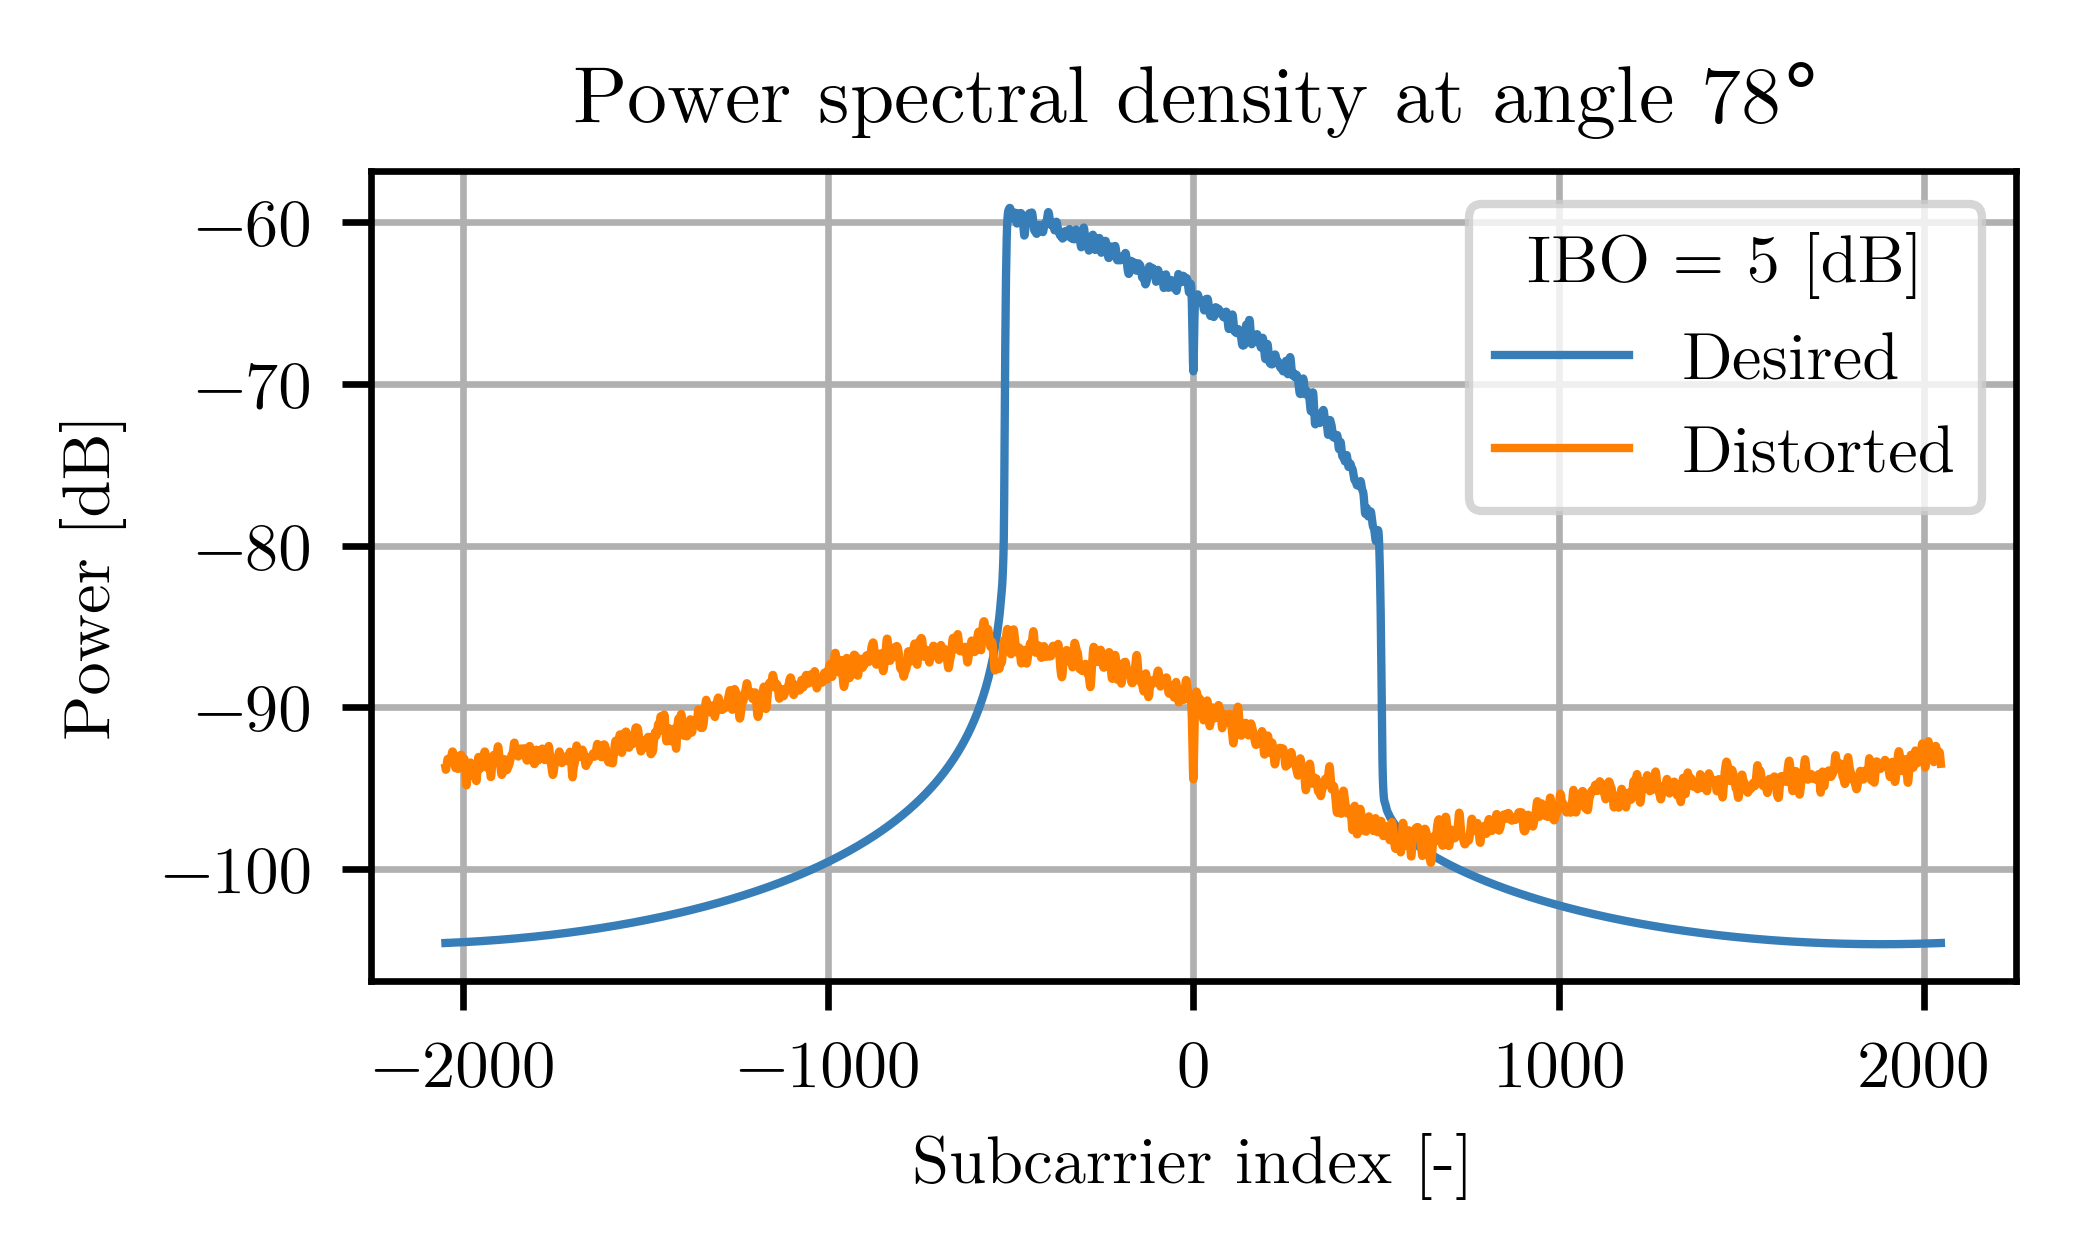 Power spectral density at angle 78°
Power [dB]
−60
−70
−80
−90
−100
IBO = 5 [dB]
Desired
Distorted
−2000 −1000 0 1000 2000
Subcarrier index [-]